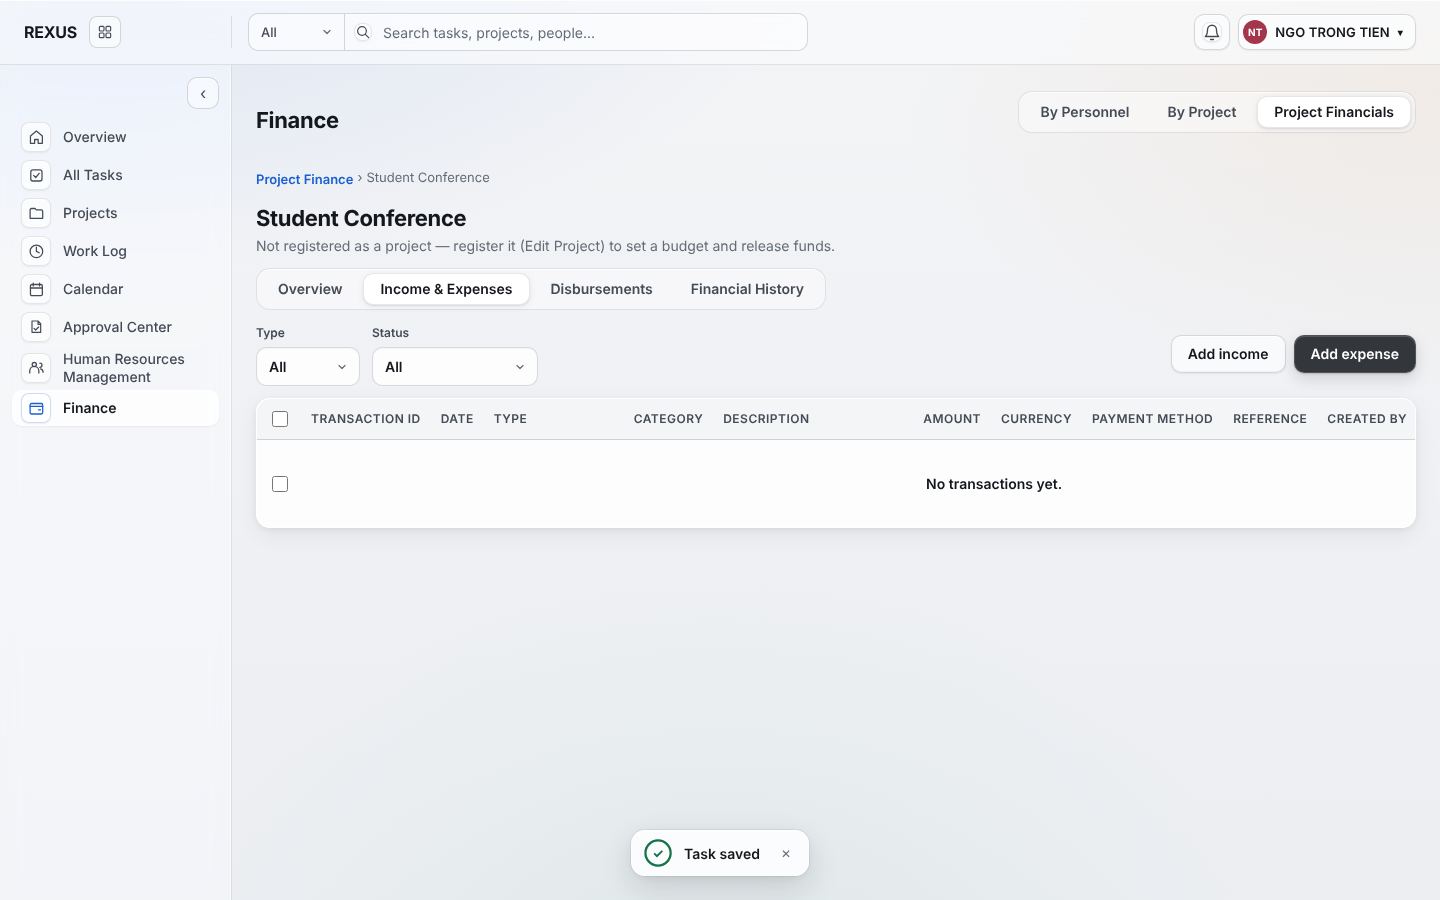 REXUS
All
Search tasks, projects, people...
NT
NGO TRONG TIEN
Overview
All Tasks
Projects
Work Log
Calendar
Approval Center
Human Resources
Management
Finance
Finance
By Personnel
By Project
Project Financials
Project Finance › Student Conference
Student Conference
Not registered as a project — register it (Edit Project) to set a budget and release funds.
Overview
Income & Expenses
Disbursements
Financial History
Type
Status
All
All
Add income
Add expense
TRANSACTION ID DATE TYPE CATEGORY DESCRIPTION AMOUNT CURRENCY PAYMENT METHOD REFERENCE CREATED BY
No transactions yet.
Task saved